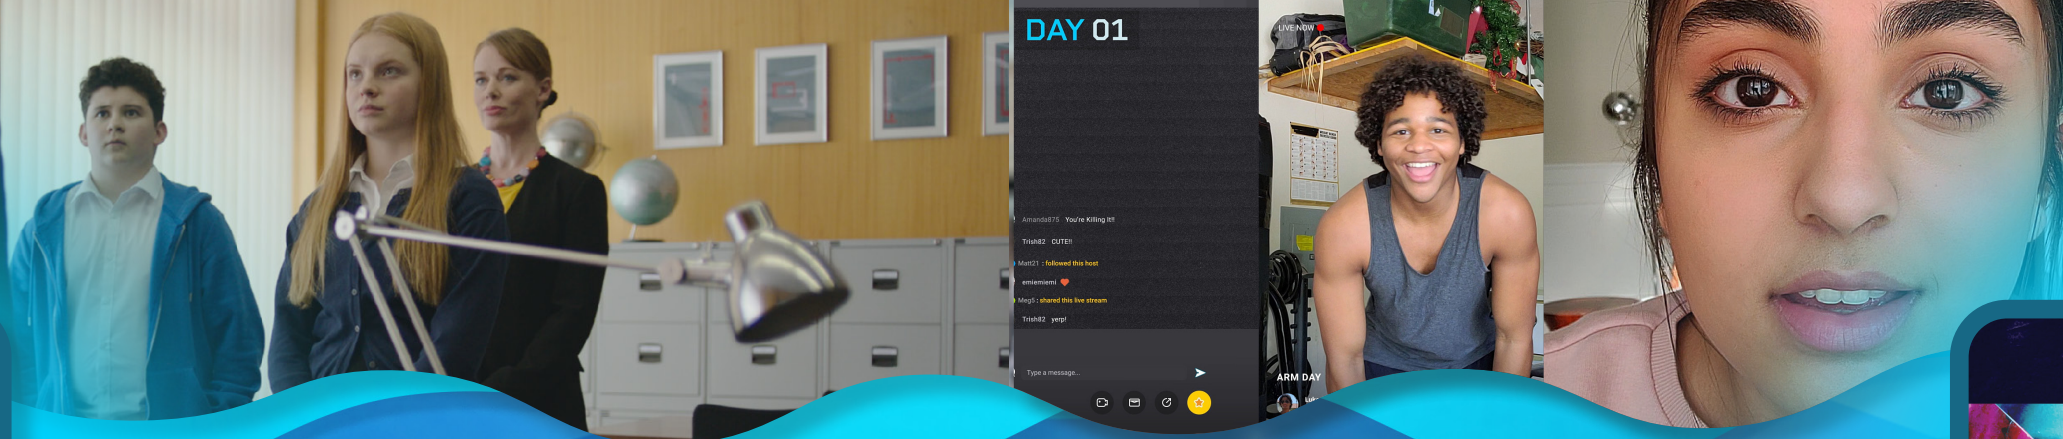 DAY 01
Amanda875 You're Killing It!!
Trish82 CUTE!!
Matt21 : followed this host
emiemiemi
Meg5 : shared this live stream
Trish82 yerp!
Type a message...
LIVE NOW
ARM DAY